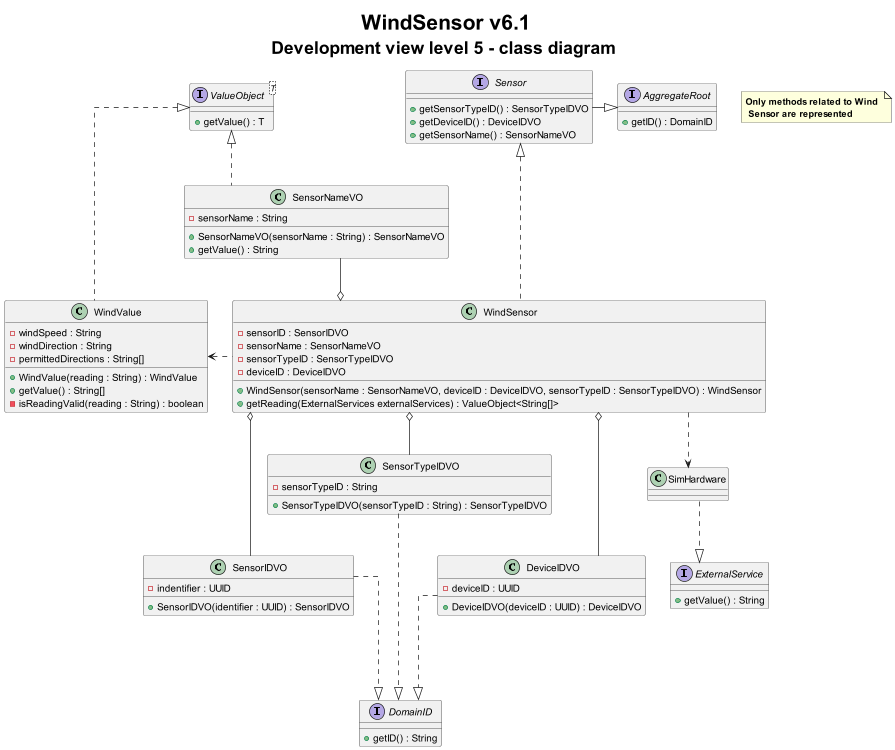 WindSensor v6.1
Development view level 5 - class diagram
I ValueObject T
getValue() : T
I Sensor
getSensorTypeID() : SensorTypeIDVO
getDeviceID() : DeviceIDVO
getSensorName() : SensorNameVO
I AggregateRoot
getID() : DomainID
Only methods related to Wind
Sensor are represented
C SensorNameVO
sensorName : String
SensorNameVO(sensorName : String) : SensorNameVO
getValue() : String
C WindValue
windSpeed : String
windDirection : String
permittedDirections : String[]
WindValue(reading : String) : WindValue
getValue() : String[]
isReadingValid(reading : String) : boolean
C WindSensor
sensorID : SensorIDVO
sensorName : SensorNameVO
sensorTypeID : SensorTypeIDVO
deviceID : DeviceIDVO
WindSensor(sensorName : SensorNameVO, deviceID : DeviceIDVO, sensorTypeID : SensorTypeIDVO) : WindSensor
getReading(ExternalServices externalServices) : ValueObject<String[]>
C SensorTypeIDVO
sensorTypeID : String
SensorTypeIDVO(sensorTypeID : String) : SensorTypeIDVO
C SimHardware
C SensorIDVO
indentifier : UUID
SensorIDVO(identifier : UUID) : SensorIDVO
C DeviceIDVO
deviceID : UUID
DeviceIDVO(deviceID : UUID) : DeviceIDVO
I ExternalService
getValue() : String
I DomainID
getID() : String